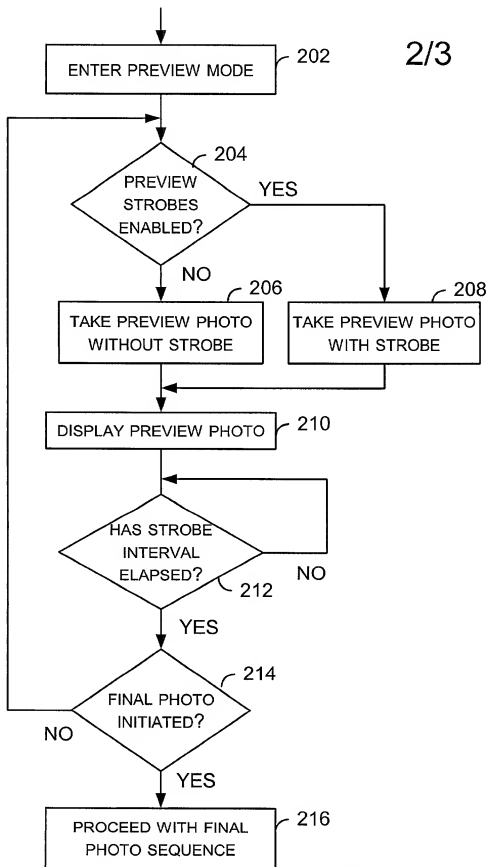 2/3
202
ENTER PREVIEW MODE
204
PREVIEW
STROBES
ENABLED?
YES
NO
206
TAKE PREVIEW PHOTO
WITHOUT STROBE
208
TAKE PREVIEW PHOTO
WITH STROBE
210
DISPLAY PREVIEW PHOTO
HAS STROBE
INTERVAL
ELAPSED?
212
NO
YES
214
FINAL PHOTO
INITIATED?
NO
YES
216
PROCEED WITH FINAL
PHOTO SEQUENCE